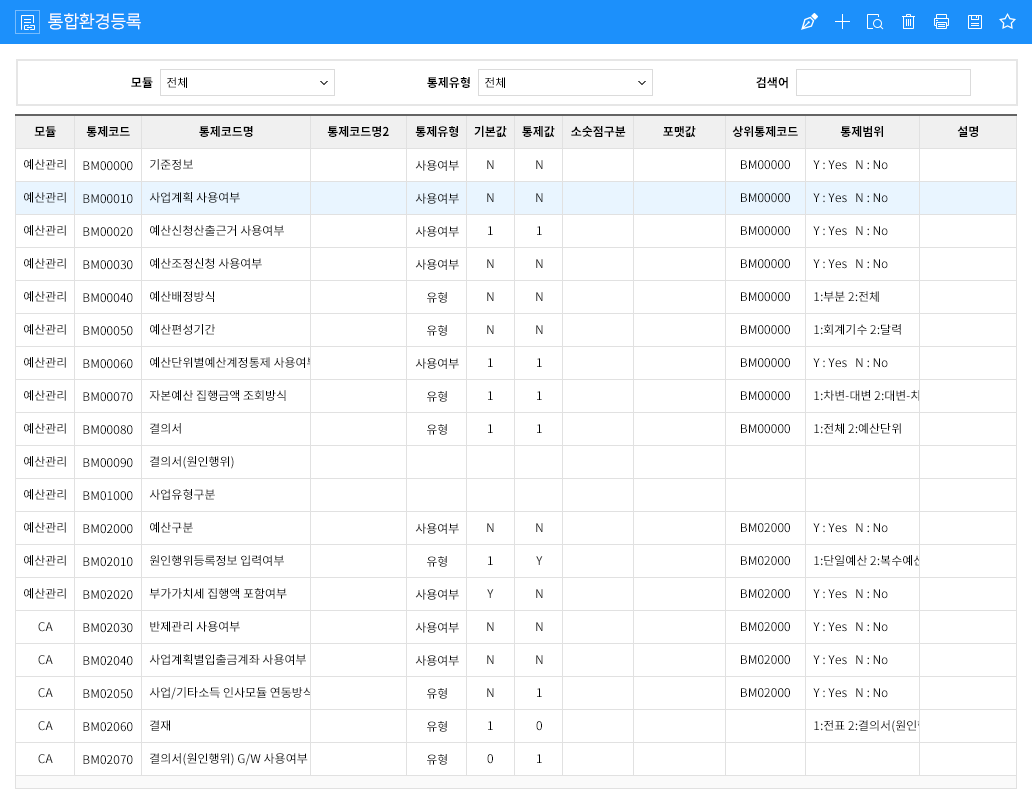 통합환경등록
모듈 전체 통제유형 전체 검색어
모듈 통제코드 통제코드명 통제코드명2 통제유형 기본값 통제값 소숫점구분 포맷값 상위통제코드 통제범위 설명
예산관리 BM00000 기준정보 사용여부 N N BM00000 Y : Yes N : No
예산관리 BM00010 사업계획 사용여부 사용여부 N N BM00000 Y : Yes N : No
예산관리 BM00020 예산신청산출근거 사용여부 사용여부 1 1 BM00000 Y : Yes N : No
예산관리 BM00030 예산조정신청 사용여부 사용여부 N N BM00000 Y : Yes N : No
예산관리 BM00040 예산배정방식 유형 N N BM00000 1:부분 2:전체
예산관리 BM00050 예산편성기간 유형 N N BM00000 1:회계기수 2:달력
예산관리 BM00060 예산단위별예산계정통제 사용여부 사용여부 1 1 BM00000 Y : Yes N : No
예산관리 BM00070 자본예산 집행금액 조회방식 유형 1 1 BM00000 1:차변-대변 2:대변-차
예산관리 BM00080 결의서 유형 1 1 BM00000 1:전체 2:예산단위
예산관리 BM00090 결의서(원인행위)
예산관리 BM01000 사업유형구분
예산관리 BM02000 예산구분 사용여부 N N BM02000 Y : Yes N : No
예산관리 BM02010 원인행위등록정보 입력여부 유형 1 Y BM02000 1:단일예산 2:복수예산
예산관리 BM02020 부가가치세 집행액 포함여부 사용여부 Y N BM02000 Y : Yes N : No
CA BM02030 반제관리 사용여부 사용여부 N N BM02000 Y : Yes N : No
CA BM02040 사업계획별입출금계좌 사용여부 사용여부 N N BM02000 Y : Yes N : No
CA BM02050 사업/기타소득 인사모듈 연동방식 유형 N 1 BM02000 Y : Yes N : No
CA BM02060 결재 유형 1 0 1:전표 2:결의서(원인
CA BM02070 결의서(원인행위) G/W 사용여부 유형 0 1